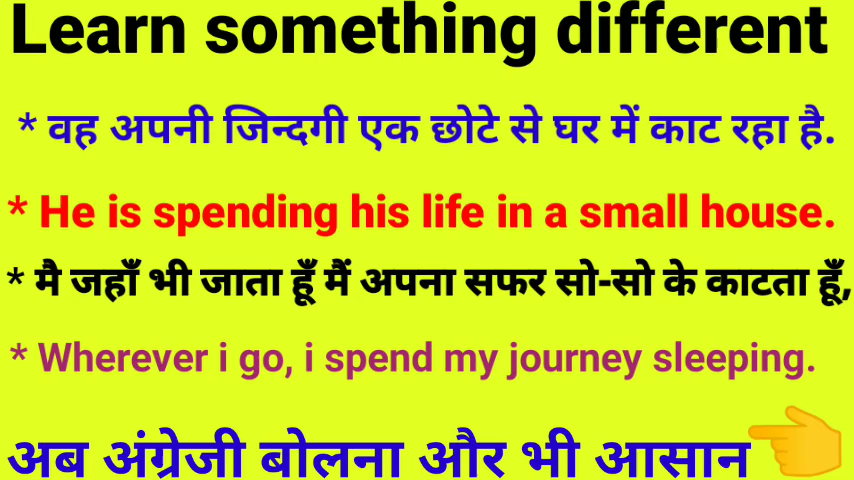 Learn something different
* वह अपनी जिन्दगी एक छोटे से घर में काट रहा है.
* He is spending his life in a small house.
* मै जहाँ भी जाता हूँ मैं अपना सफर सो-सो के काटता हूँ,
* Wherever i go, i spend my journey sleeping.
अब अंग्रेजी बोलना और भी आसान